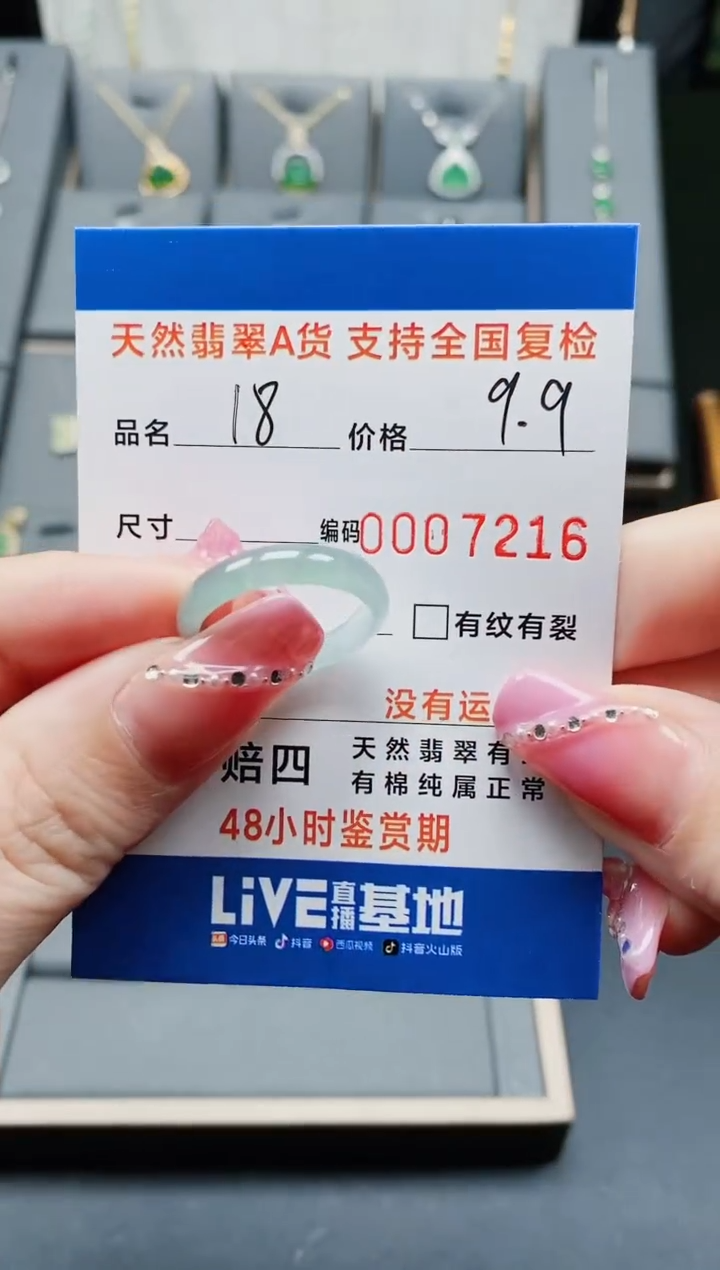 天然翡翠A货 支持全国复检
品名 18 价格 9.9
尺寸 编码 0007216
有纹有裂
没有运
赔四 天然翡翠有
有棉纯属正常
48小时鉴赏期
LiVE直播基地
今日头条 抖音 西瓜视频 抖音火山版